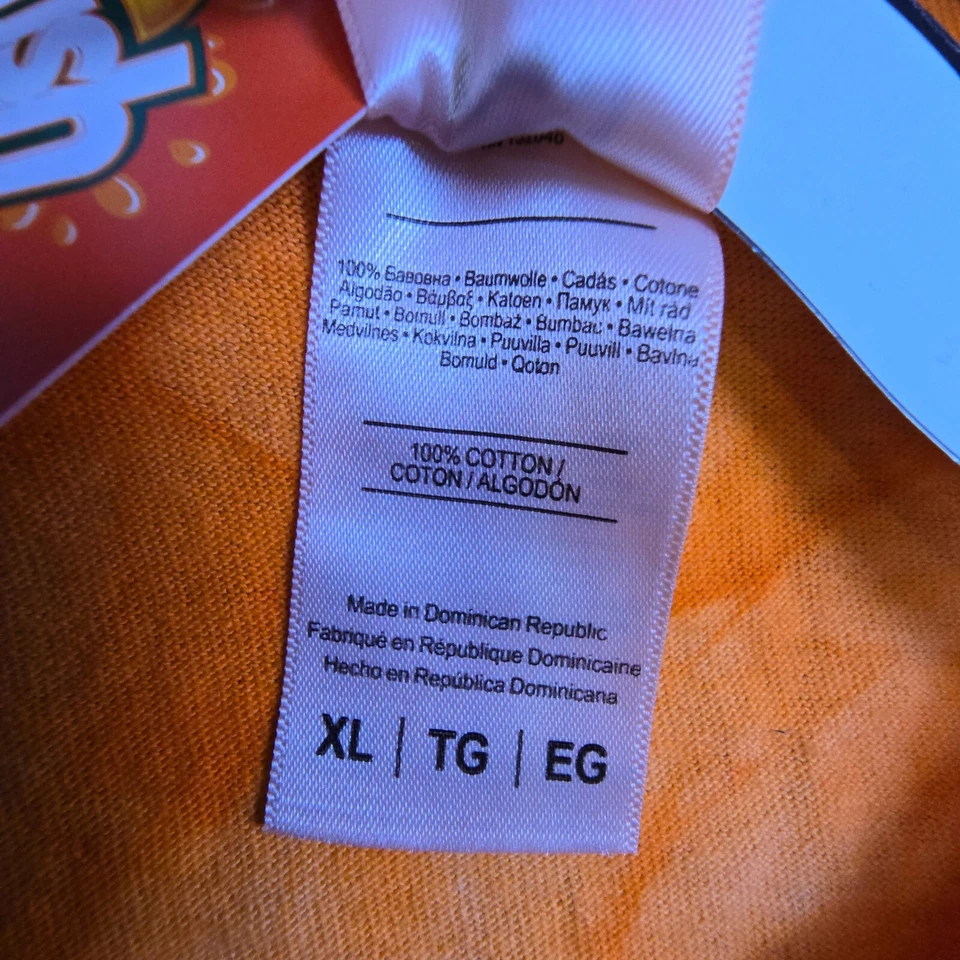 100% Бавовна • Baumwolle • Cadás • Cotone
Algodão • Βαμβαξ • Katoen • Памук • Mit rad
Pamut • Bomull • Bombaž • Bumbac • Bawełna
Medvilnes • Kokvilna • Puuvilla • Puuvill • Bavlna
Bomuld • Qoton
100% COTTON /
COTON / ALGODÓN
Made in Dominican Republic
Fabriqué en République Dominicaine
Hecho en República Dominicana
XL | TG | EG